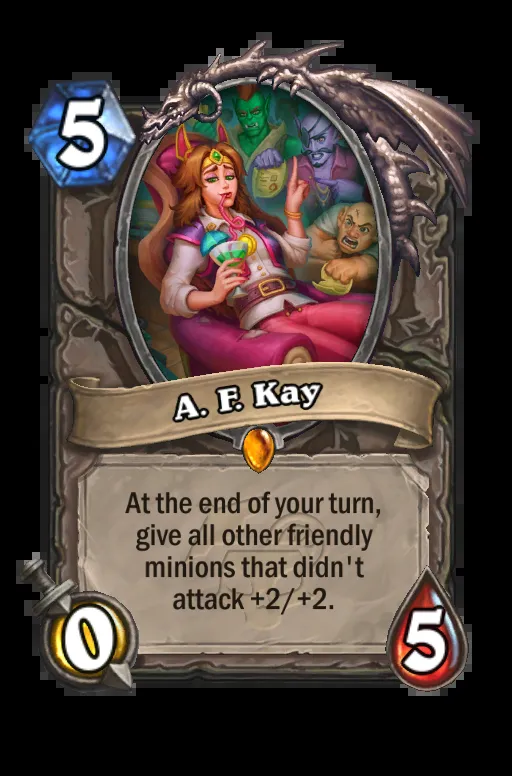 5
A. F. Kay
At the end of your turn,
give all other friendly
minions that didn't
attack +2/+2.
0
5